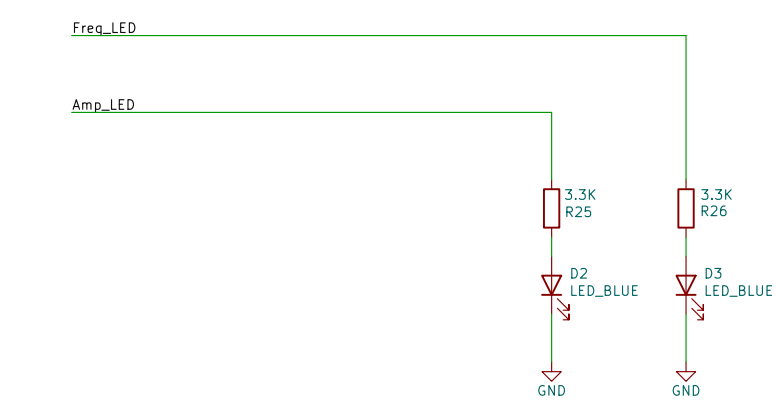 Freq_LED
Amp_LED
3.3K
R25
3.3K
R26
D2
LED_BLUE
D3
LED_BLUE
GND
GND